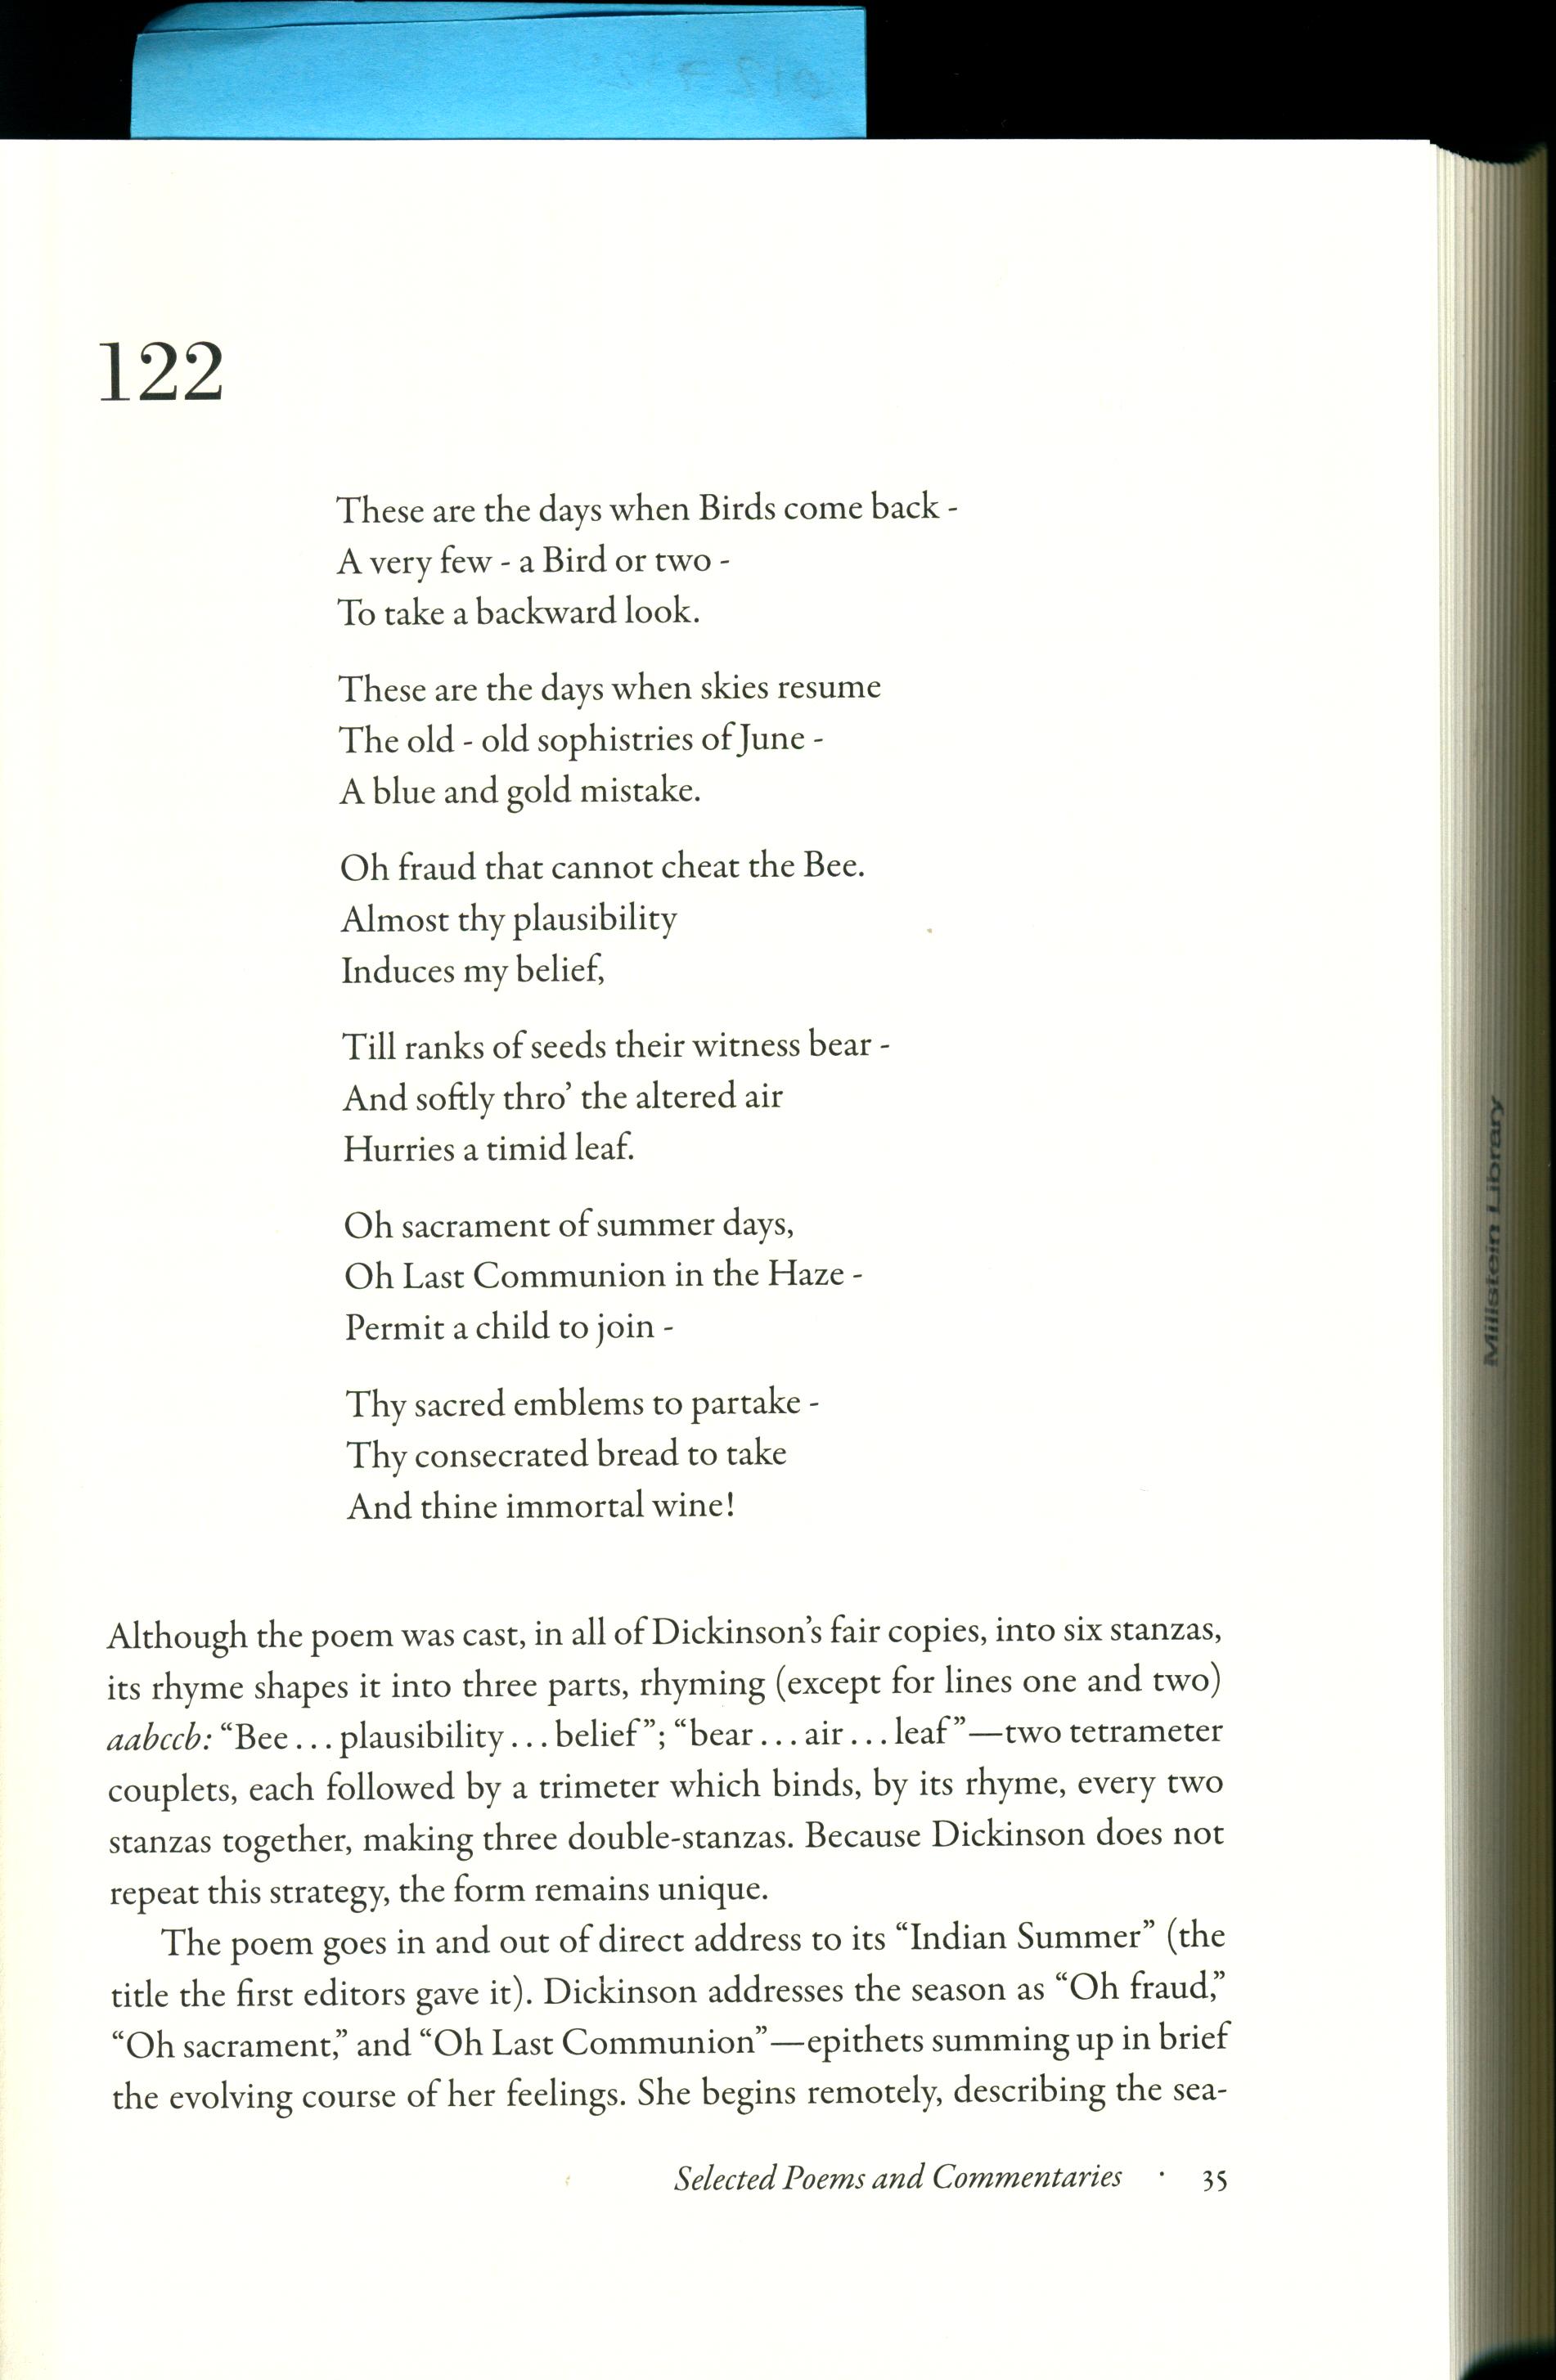 122
These are the days when Birds come back -
A very few - a Bird or two -
To take a backward look.
These are the days when skies resume
The old - old sophistries of June -
A blue and gold mistake.
Oh fraud that cannot cheat the Bee.
Almost thy plausibility
Induces my belief,
Till ranks of seeds their witness bear -
And softly thro’ the altered air
Hurries a timid leaf.
Oh sacrament of summer days,
Oh Last Communion in the Haze -
Permit a child to join -
Thy sacred emblems to partake -
Thy consecrated bread to take
And thine immortal wine!
Although the poem was cast, in all of Dickinson’s fair copies, into six stanzas,
its rhyme shapes it into three parts, rhyming (except for lines one and two)
aabccb: “Bee . . . plausibility . . . belief”; “bear . . . air . . . leaf”—two tetrameter
couplets, each followed by a trimeter which binds, by its rhyme, every two
stanzas together, making three double-stanzas. Because Dickinson does not
repeat this strategy, the form remains unique.
The poem goes in and out of direct address to its “Indian Summer” (the
title the first editors gave it). Dickinson addresses the season as “Oh fraud,”
“Oh sacrament,” and “Oh Last Communion”—epithets summing up in brief
the evolving course of her feelings. She begins remotely, describing the sea-
Selected Poems and Commentaries · 35
Millstein Library